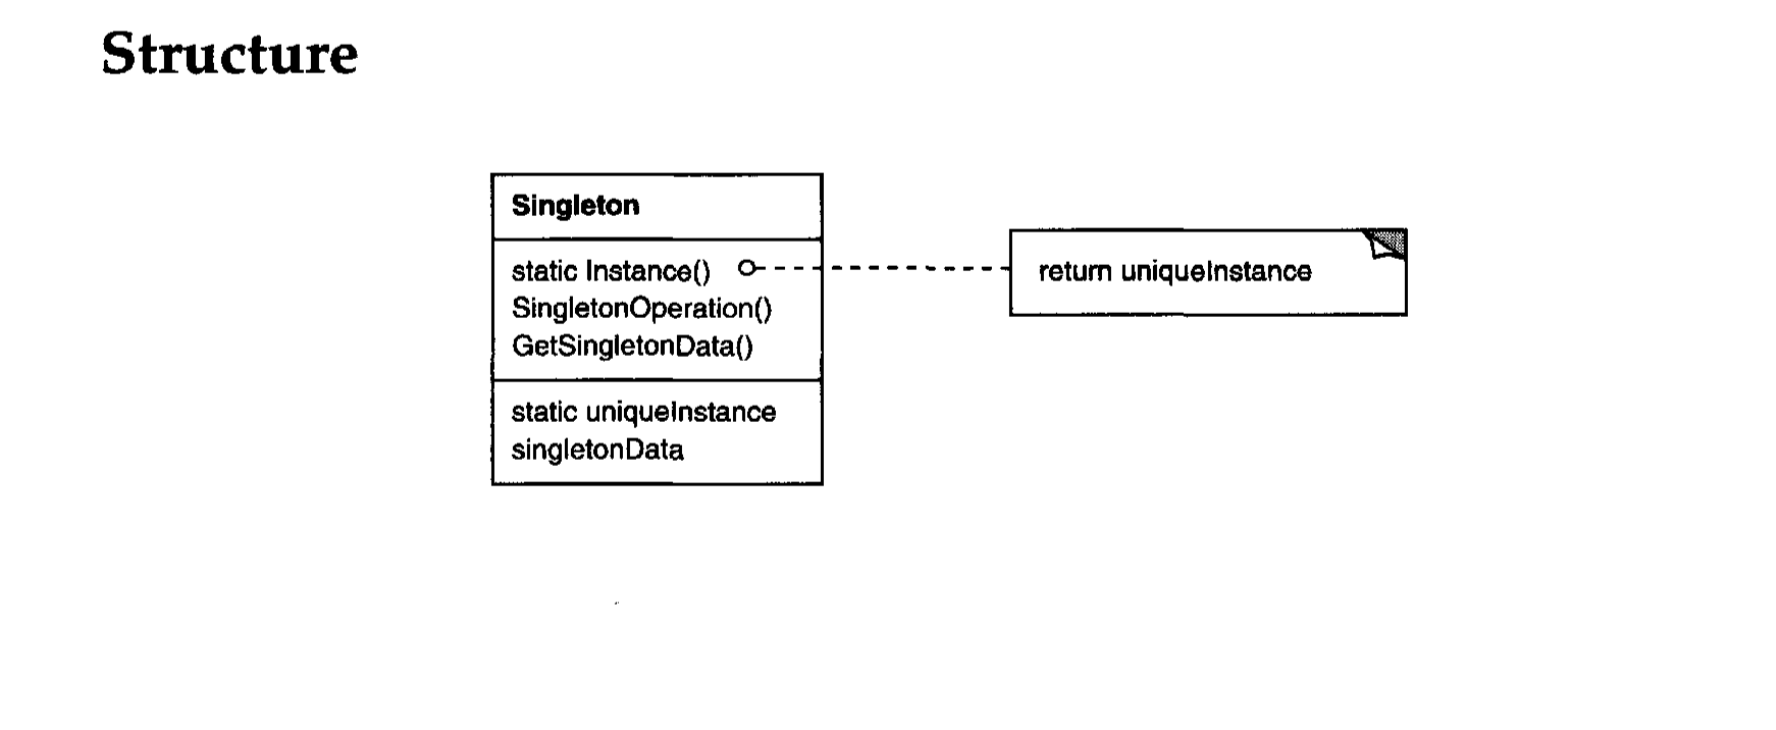 Structure
Singleton
static Instance()
SingletonOperation()
GetSingletonData()
static uniqueInstance
singletonData
return uniqueInstance